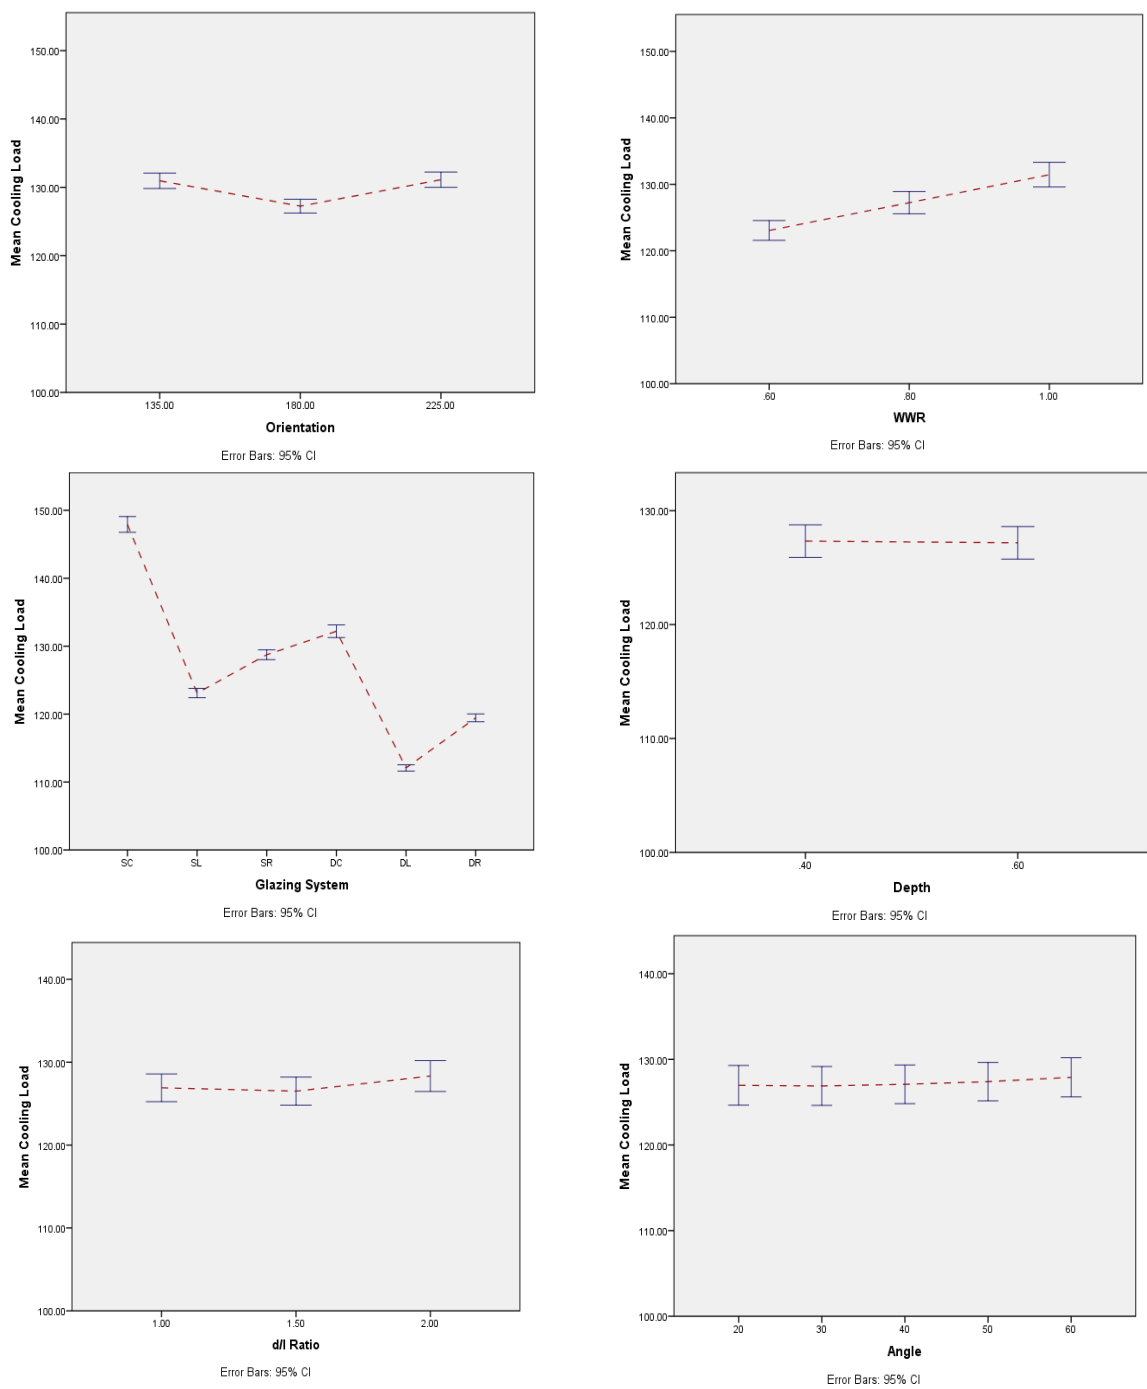 150.00
140.00
130.00
120.00
110.00
100.00
Mean Cooling Load
135.00 180.00 225.00
Orientation
Error Bars: 95% CI
150.00
140.00
130.00
120.00
110.00
100.00
Mean Cooling Load
.60 .80 1.00
WWR
Error Bars: 95% CI
150.00
140.00
130.00
120.00
110.00
100.00
Mean Cooling Load
SC SL SR DC DL DR
Glazing System
Error Bars: 95% CI
130.00
120.00
110.00
100.00
Mean Cooling Load
.40 .60
Depth
Error Bars: 95% CI
140.00
130.00
120.00
110.00
100.00
Mean Cooling Load
1.00 1.50 2.00
d/l Ratio
Error Bars: 95% CI
140.00
130.00
120.00
110.00
100.00
Mean Cooling Load
20 30 40 50 60
Angle
Error Bars: 95% CI